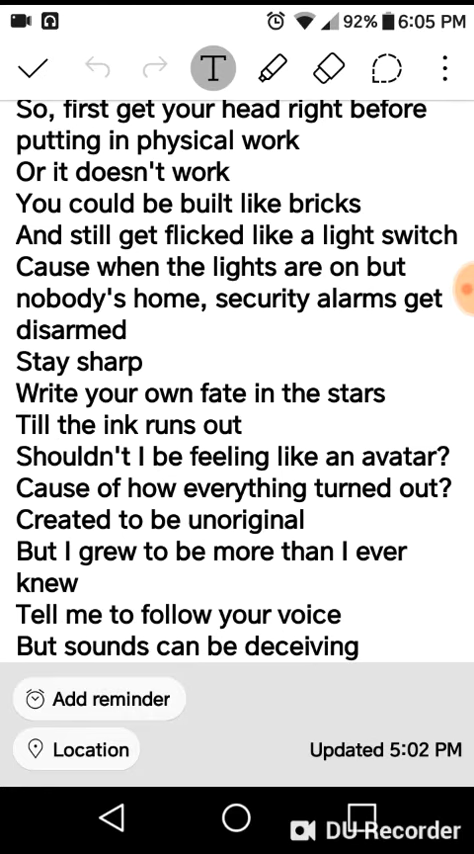 92% 6:05 PM
T
So, first get your head right before
putting in physical work
Or it doesn't work
You could be built like bricks
And still get flicked like a light switch
Cause when the lights are on but
nobody's home, security alarms get
disarmed
Stay sharp
Write your own fate in the stars
Till the ink runs out
Shouldn't I be feeling like an avatar?
Cause of how everything turned out?
Created to be unoriginal
But I grew to be more than I ever
knew
Tell me to follow your voice
But sounds can be deceiving
Add reminder
Location
Updated 5:02 PM
DU Recorder